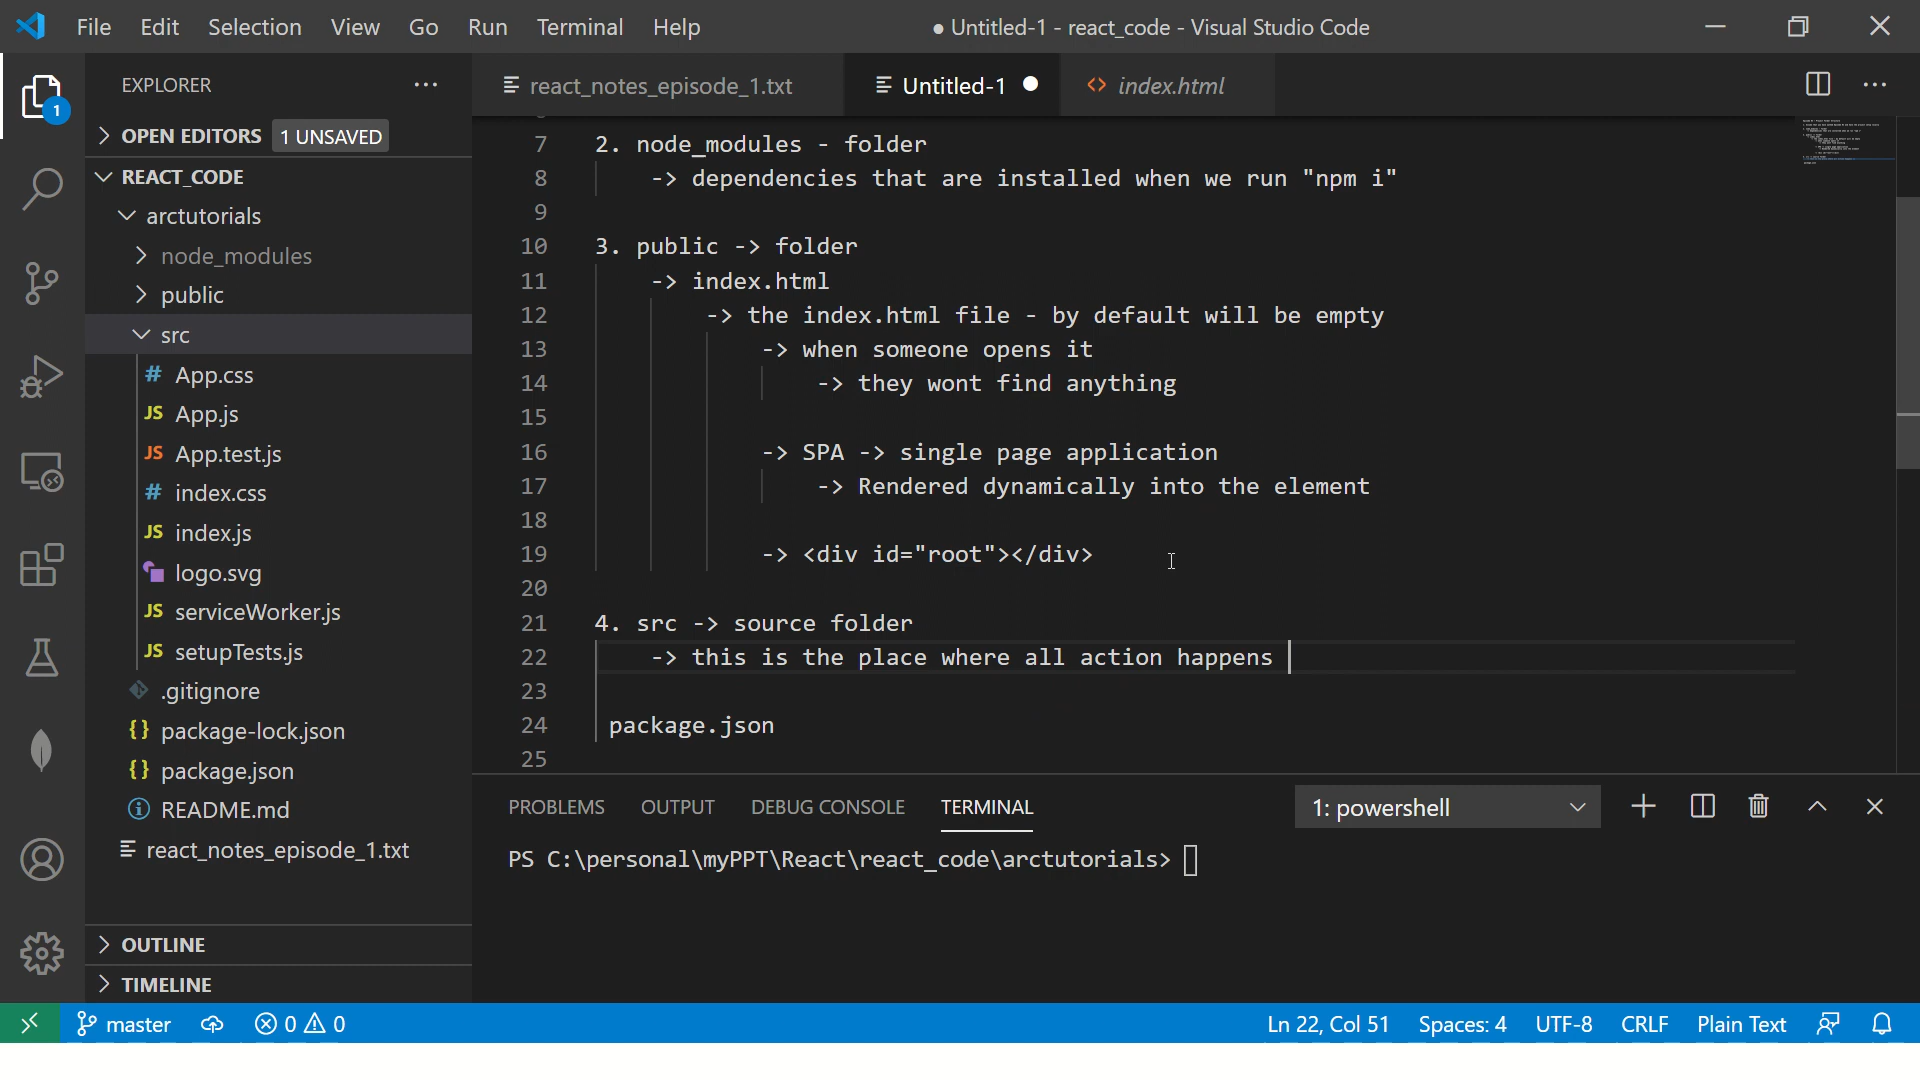 File Edit Selection View Go Run Terminal Help
● Untitled-1 - react_code - Visual Studio Code
EXPLORER
1
OPEN EDITORS 1 UNSAVED
REACT_CODE
arctutorials
node_modules
public
src
# App.css
JS App.js
JS App.test.js
# index.css
JS index.js
logo.svg
JS serviceWorker.js
JS setupTests.js
.gitignore
{} package-lock.json
{} package.json
README.md
react_notes_episode_1.txt
OUTLINE
TIMELINE
react_notes_episode_1.txt Untitled-1 <> index.html
7 2. node_modules - folder
8 -> dependencies that are installed when we run "npm i"
9
10 3. public -> folder
11 -> index.html
12 -> the index.html file - by default will be empty
13 -> when someone opens it
14 -> they wont find anything
15
16 -> SPA -> single page application
17 -> Rendered dynamically into the element
18
19 -> <div id="root"></div>
20
21 4. src -> source folder
22 -> this is the place where all action happens
23
24 package.json
25
PROBLEMS OUTPUT DEBUG CONSOLE TERMINAL 1: powershell
PS C:\personal\myPPT\React\react_code\arctutorials>
master 0 0 Ln 22, Col 51 Spaces: 4 UTF-8 CRLF Plain Text